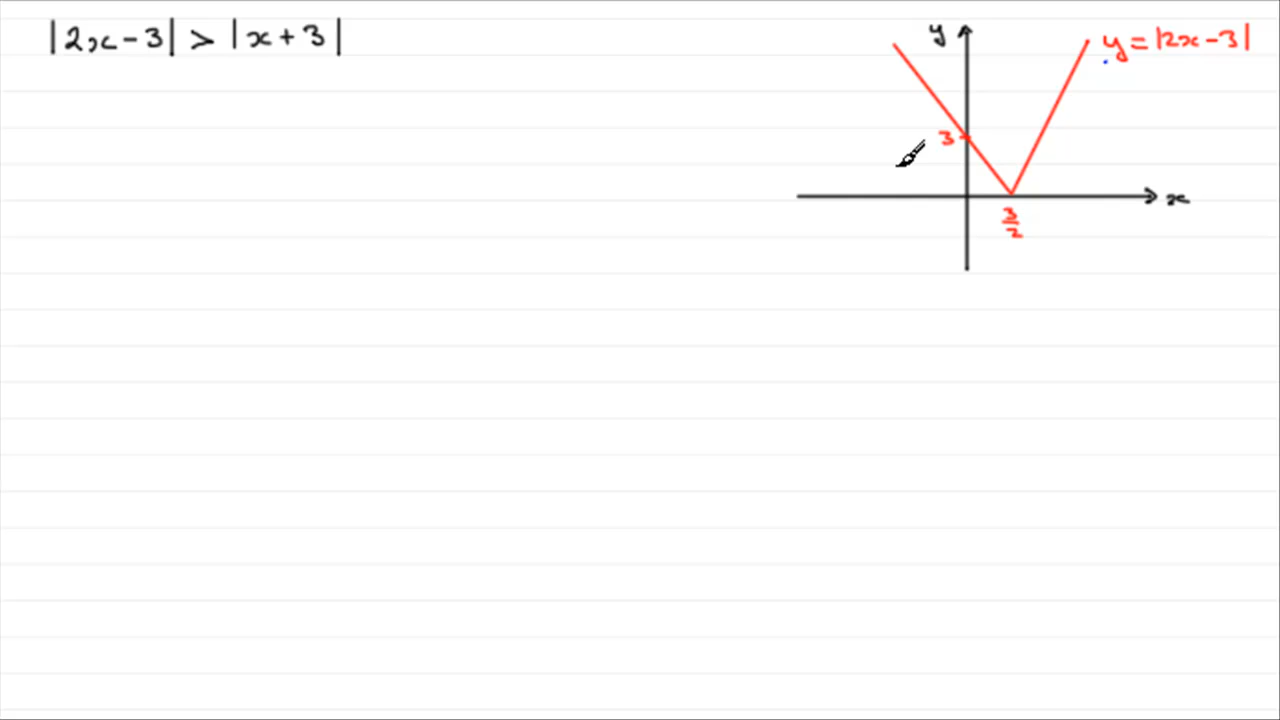 |2x-3| > |x+3|
y
y = |2x-3|
3
x
3/2